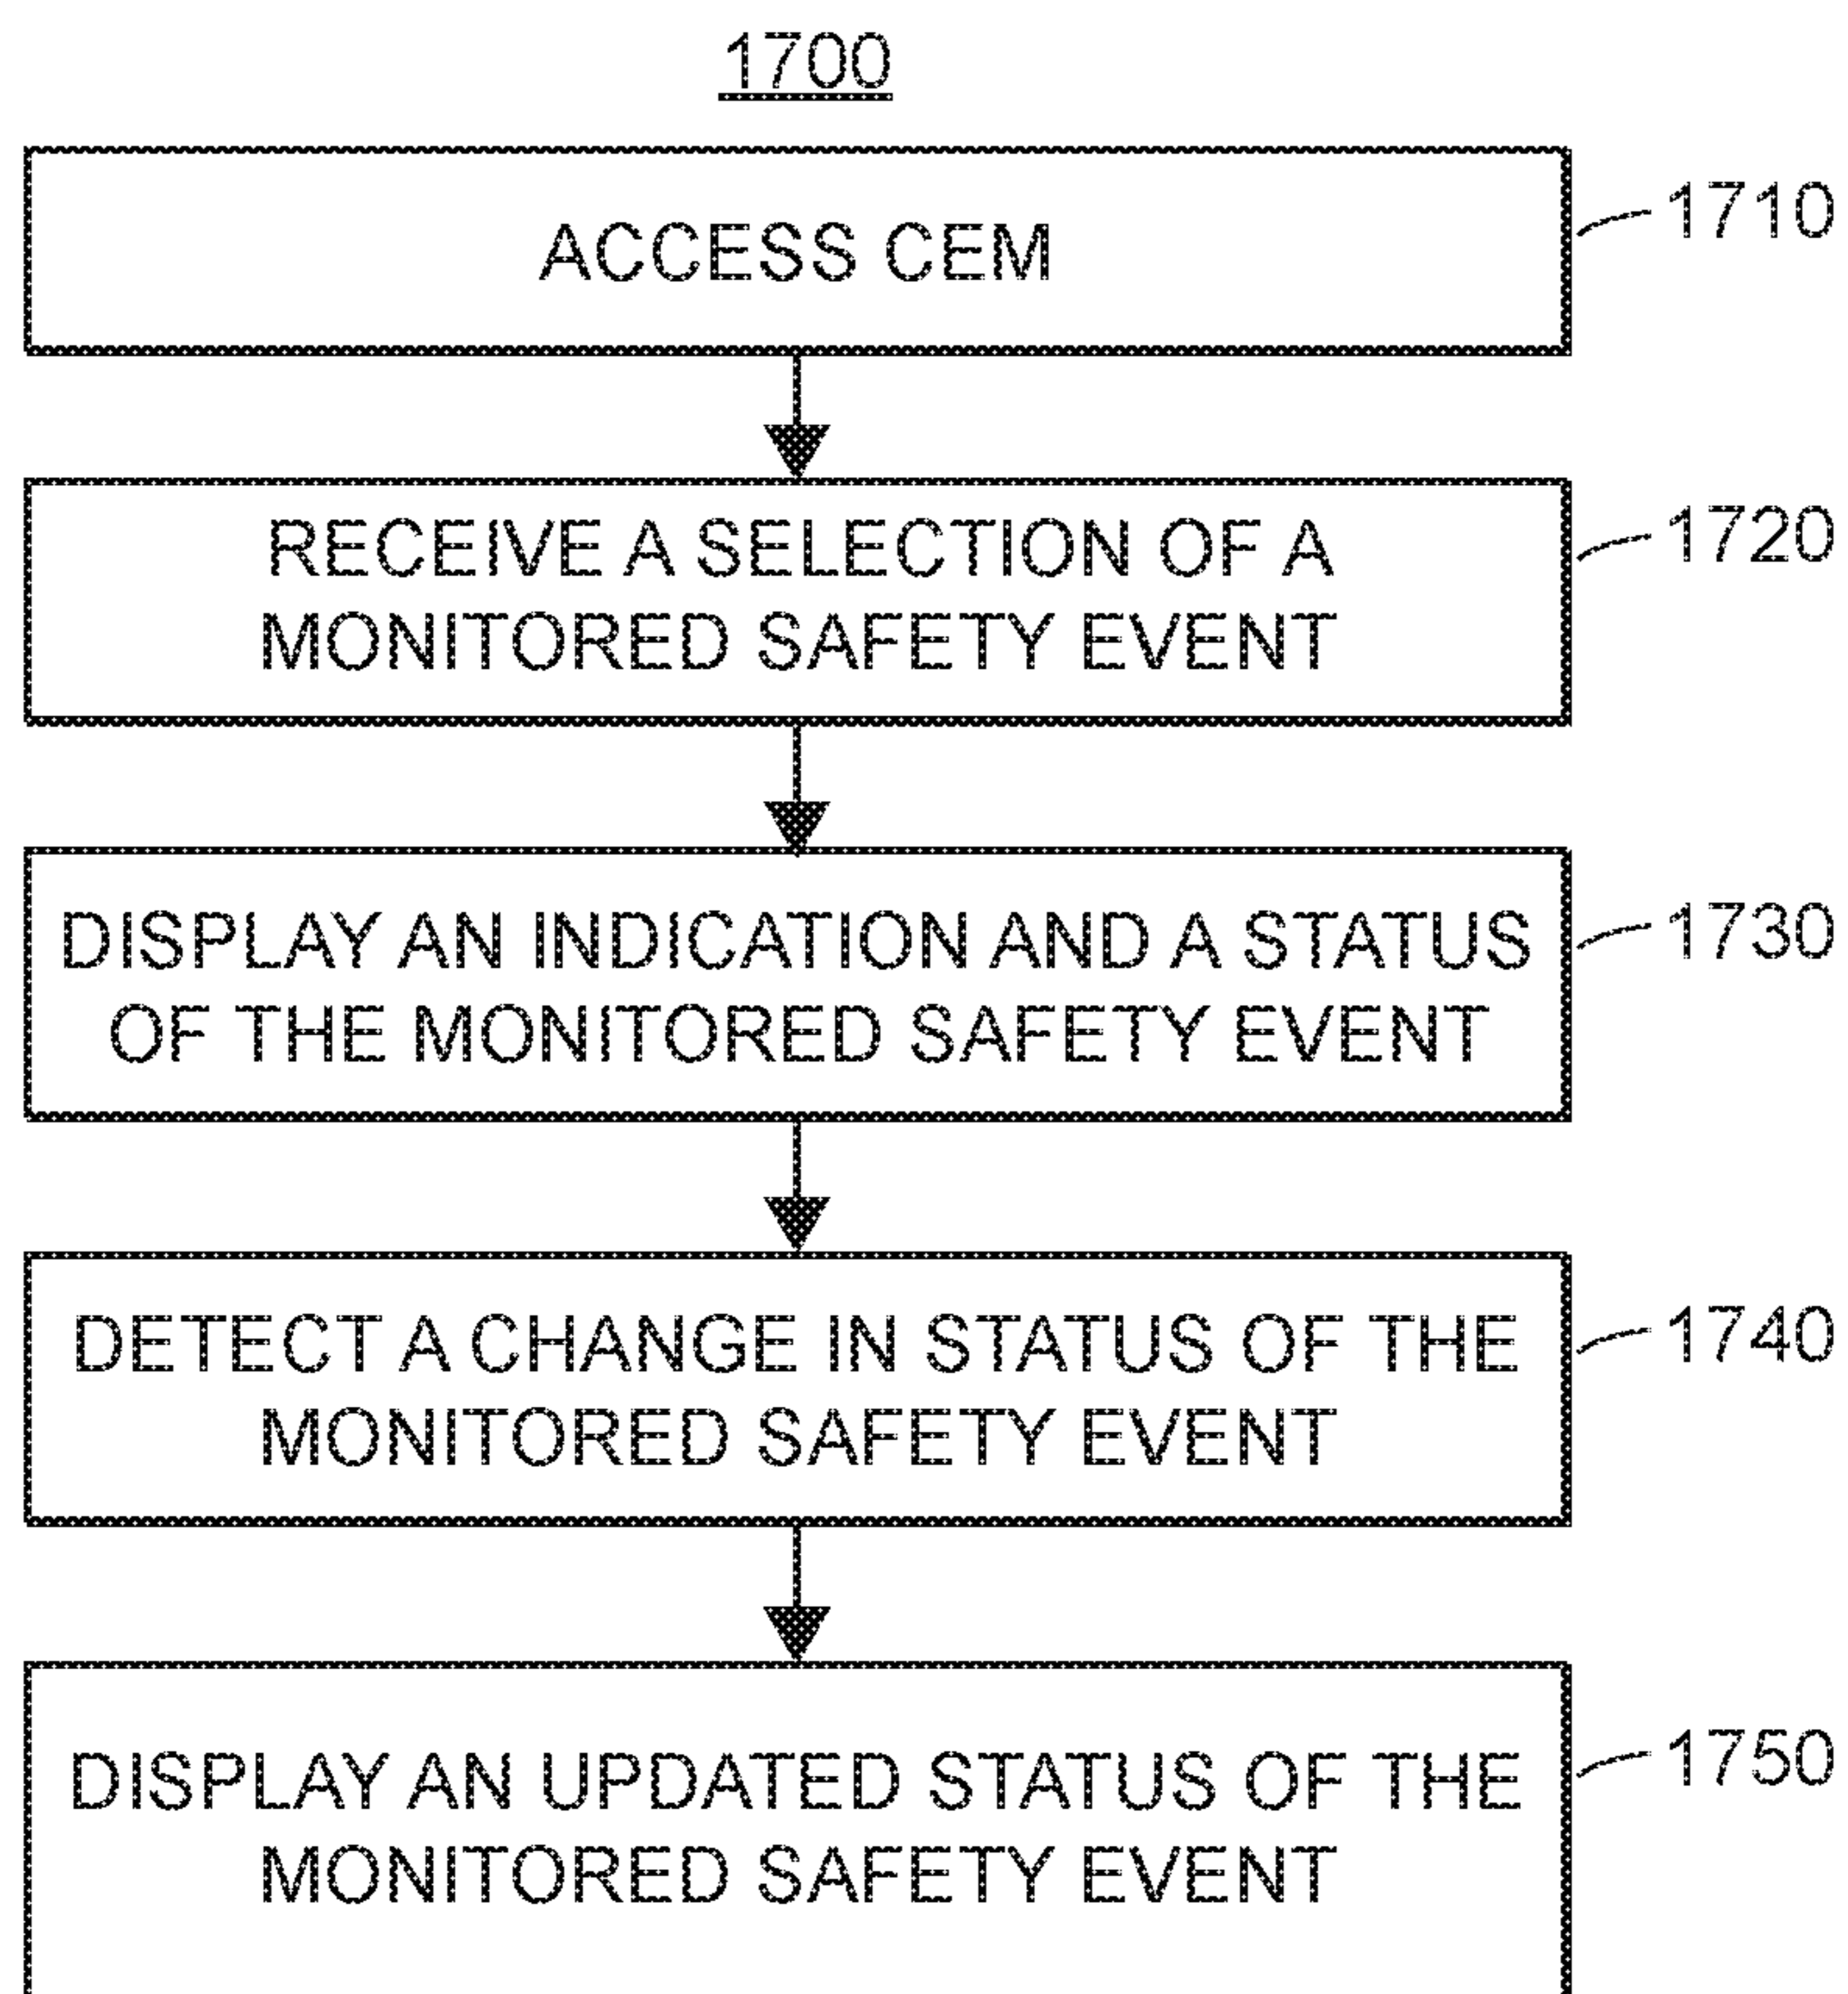 1700
ACCESS CEM
1710
RECEIVE A SELECTION OF A
MONITORED SAFETY EVENT
1720
DISPLAY AN INDICATION AND A STATUS
OF THE MONITORED SAFETY EVENT
1730
DETECT A CHANGE IN STATUS OF THE
MONITORED SAFETY EVENT
1740
DISPLAY AN UPDATED STATUS OF THE
MONITORED SAFETY EVENT
1750